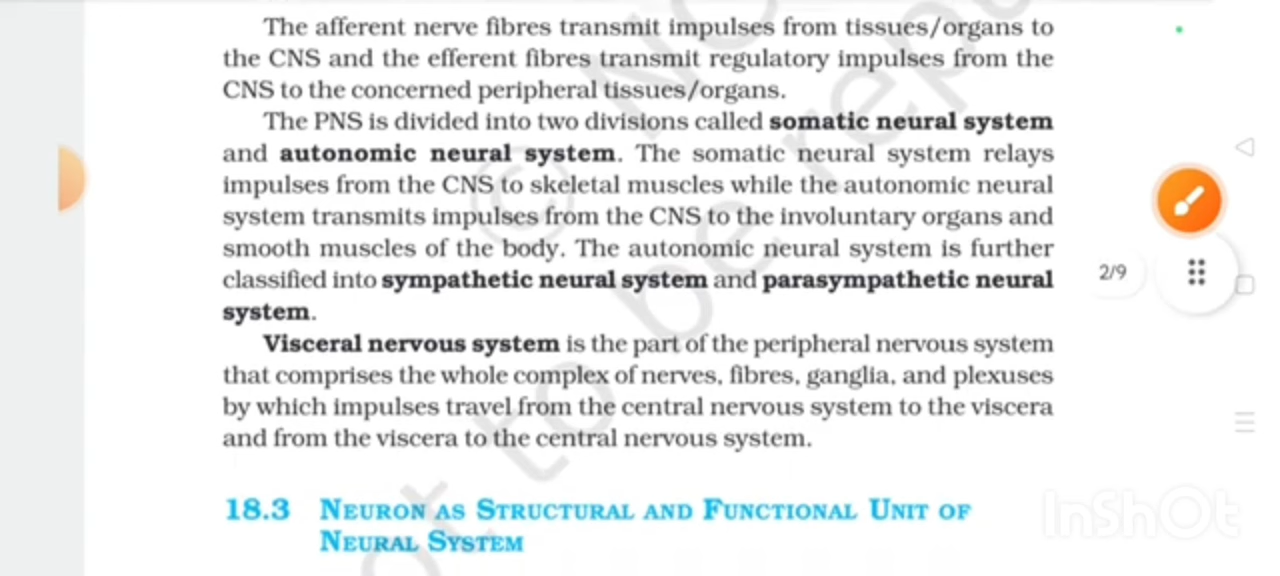 The afferent nerve fibres transmit impulses from tissues/organs to
the CNS and the efferent fibres transmit regulatory impulses from the
CNS to the concerned peripheral tissues/organs.
The PNS is divided into two divisions called somatic neural system
and autonomic neural system. The somatic neural system relays
impulses from the CNS to skeletal muscles while the autonomic neural
system transmits impulses from the CNS to the involuntary organs and
smooth muscles of the body. The autonomic neural system is further
classified into sympathetic neural system and parasympathetic neural
system.
2/9
Visceral nervous system is the part of the peripheral nervous system
that comprises the whole complex of nerves, fibres, ganglia, and plexuses
by which impulses travel from the central nervous system to the viscera
and from the viscera to the central nervous system.
18.3 NEURON AS STRUCTURAL AND FUNCTIONAL UNIT OF
NEURAL SYSTEM
InShOt